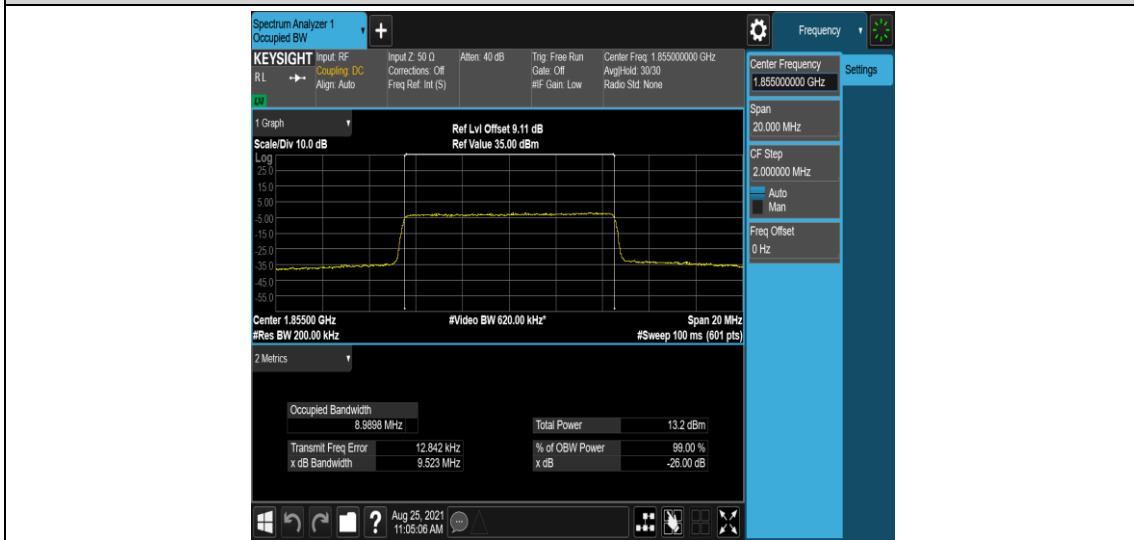 Spectrum Analyzer 1
Occupied BW
+
Frequency
KEYSIGHT
RL
LXI
Input: RF
Coupling: DC
Align: Auto
Input Z: 50 Ω
Corrections: Off
Freq Ref: Int (S)
Atten: 40 dB
Trig: Free Run
Gate: Off
#IF Gain: Low
Center Freq: 1.855000000 GHz
Avg|Hold: 30/30
Radio Std: None
Center Frequency
1.855000000 GHz
Settings
Span
20.000 MHz
CF Step
2.000000 MHz
Auto
Man
Freq Offset
0 Hz
1 Graph
Scale/Div 10.0 dB
Ref Lvl Offset 9.11 dB
Ref Value 35.00 dBm
Log
25.0
15.0
5.00
-5.00
-15.0
-25.0
-35.0
-45.0
-55.0
Center 1.85500 GHz
#Res BW 200.00 kHz
#Video BW 620.00 kHz*
Span 20 MHz
#Sweep 100 ms (601 pts)
2 Metrics
Occupied Bandwidth
8.9898 MHz
Transmit Freq Error 12.842 kHz
x dB Bandwidth 9.523 MHz
Total Power 13.2 dBm
% of OBW Power 99.00 %
x dB -26.00 dB
?
Aug 25, 2021
11:05:06 AM